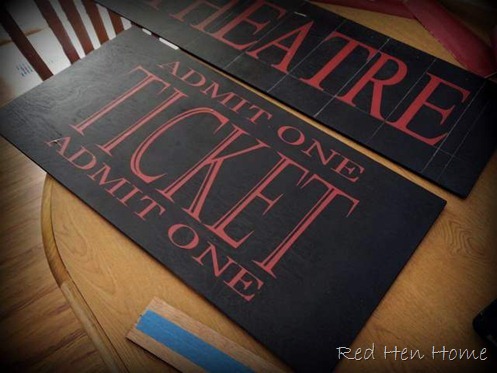 THEATRE
ADMIT ONE
TICKET
ADMIT ONE
Red Hen Home